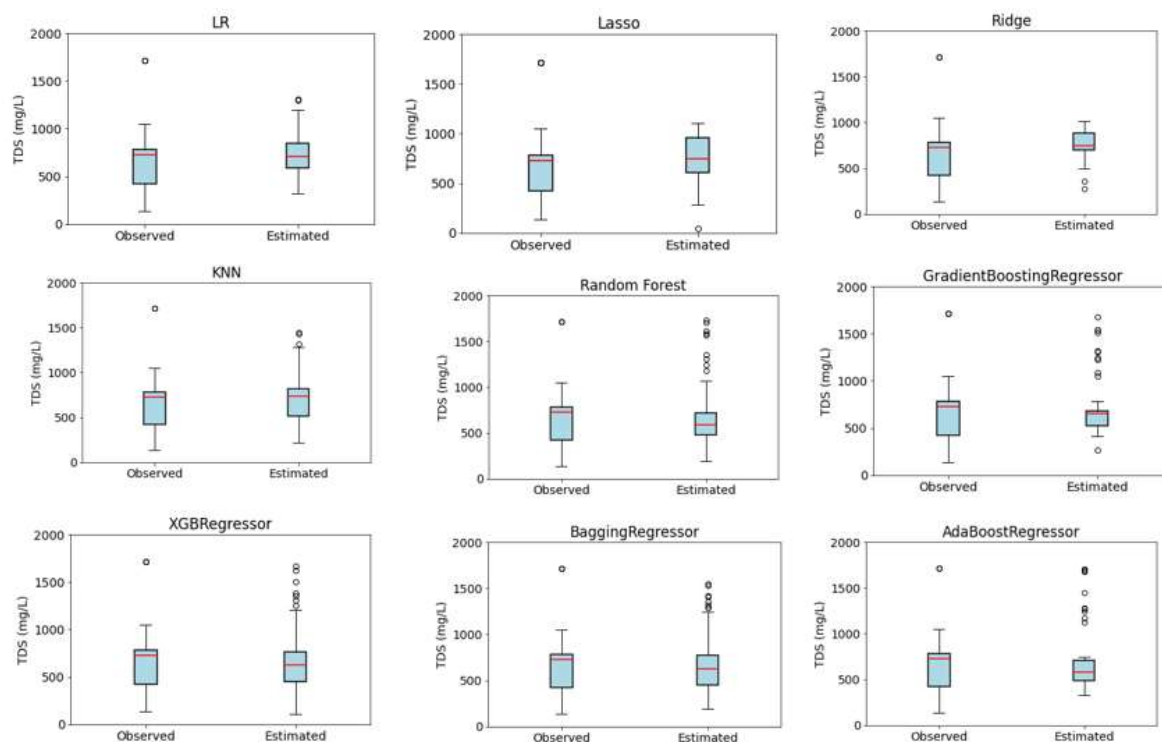 LR
2000
1500
1000
500
0
TDS (mg/L)
Observed Estimated
Lasso
2000
1500
1000
500
0
TDS (mg/L)
Observed Estimated
Ridge
2000
1500
1000
500
0
TDS (mg/L)
Observed Estimated
KNN
2000
1500
1000
500
0
TDS (mg/L)
Observed Estimated
Random Forest
2000
1500
1000
500
0
TDS (mg/L)
Observed Estimated
GradientBoostingRegressor
2000
1500
1000
500
0
TDS (mg/L)
Observed Estimated
XGBRegressor
2000
1500
1000
500
0
TDS (mg/L)
Observed Estimated
BaggingRegressor
2000
1500
1000
500
0
TDS (mg/L)
Observed Estimated
AdaBoostRegressor
2000
1500
1000
500
0
TDS (mg/L)
Observed Estimated